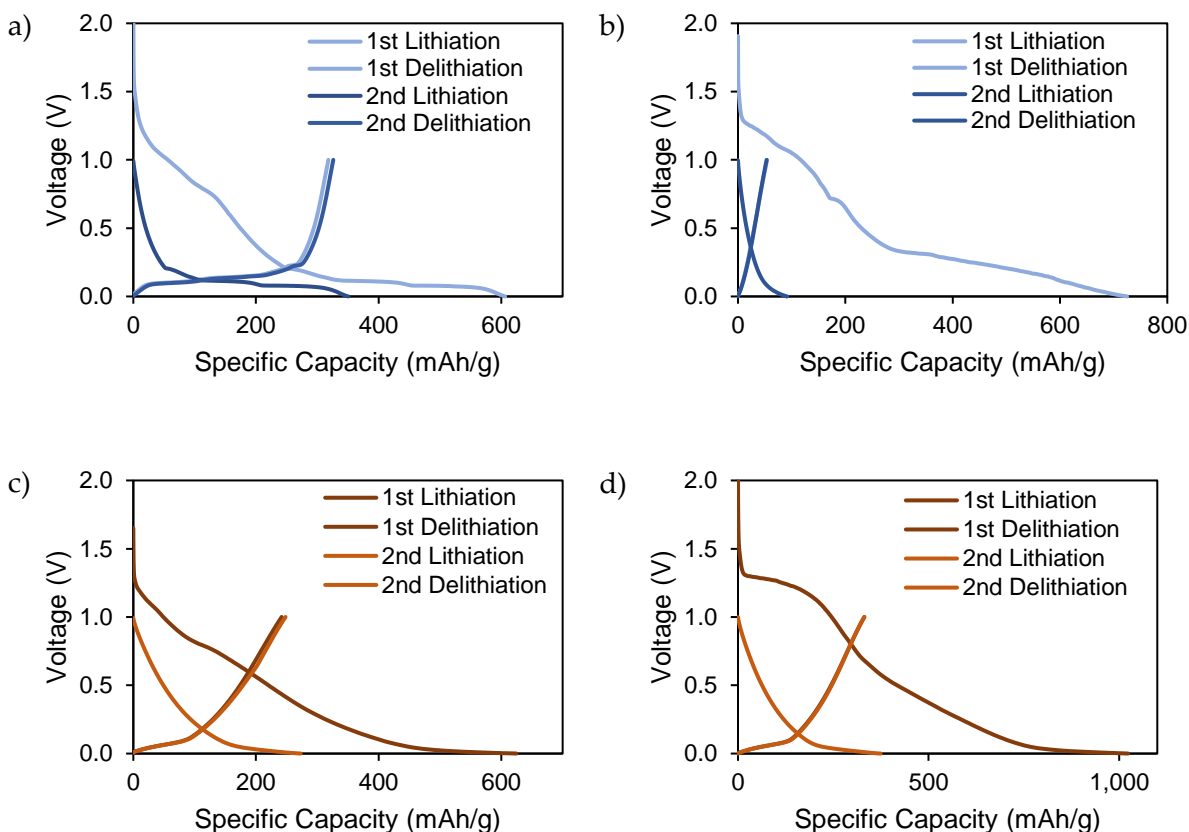 a)
2.0
1.5
1.0
0.5
0.0
Voltage (V)
1st Lithiation
1st Delithiation
2nd Lithiation
2nd Delithiation
0 200 400 600
Specific Capacity (mAh/g)
b)
2.0
1.5
1.0
0.5
0.0
Voltage (V)
1st Lithiation
1st Delithiation
2nd Lithiation
2nd Delithiation
0 200 400 600 800
Specific Capacity (mAh/g)
c)
2.0
1.5
1.0
0.5
0.0
Voltage (V)
1st Lithiation
1st Delithiation
2nd Lithiation
2nd Delithiation
0 200 400 600
Specific Capacity (mAh/g)
d)
2.0
1.5
1.0
0.5
0.0
Voltage (V)
1st Lithiation
1st Delithiation
2nd Lithiation
2nd Delithiation
0 500 1,000
Specific Capacity (mAh/g)